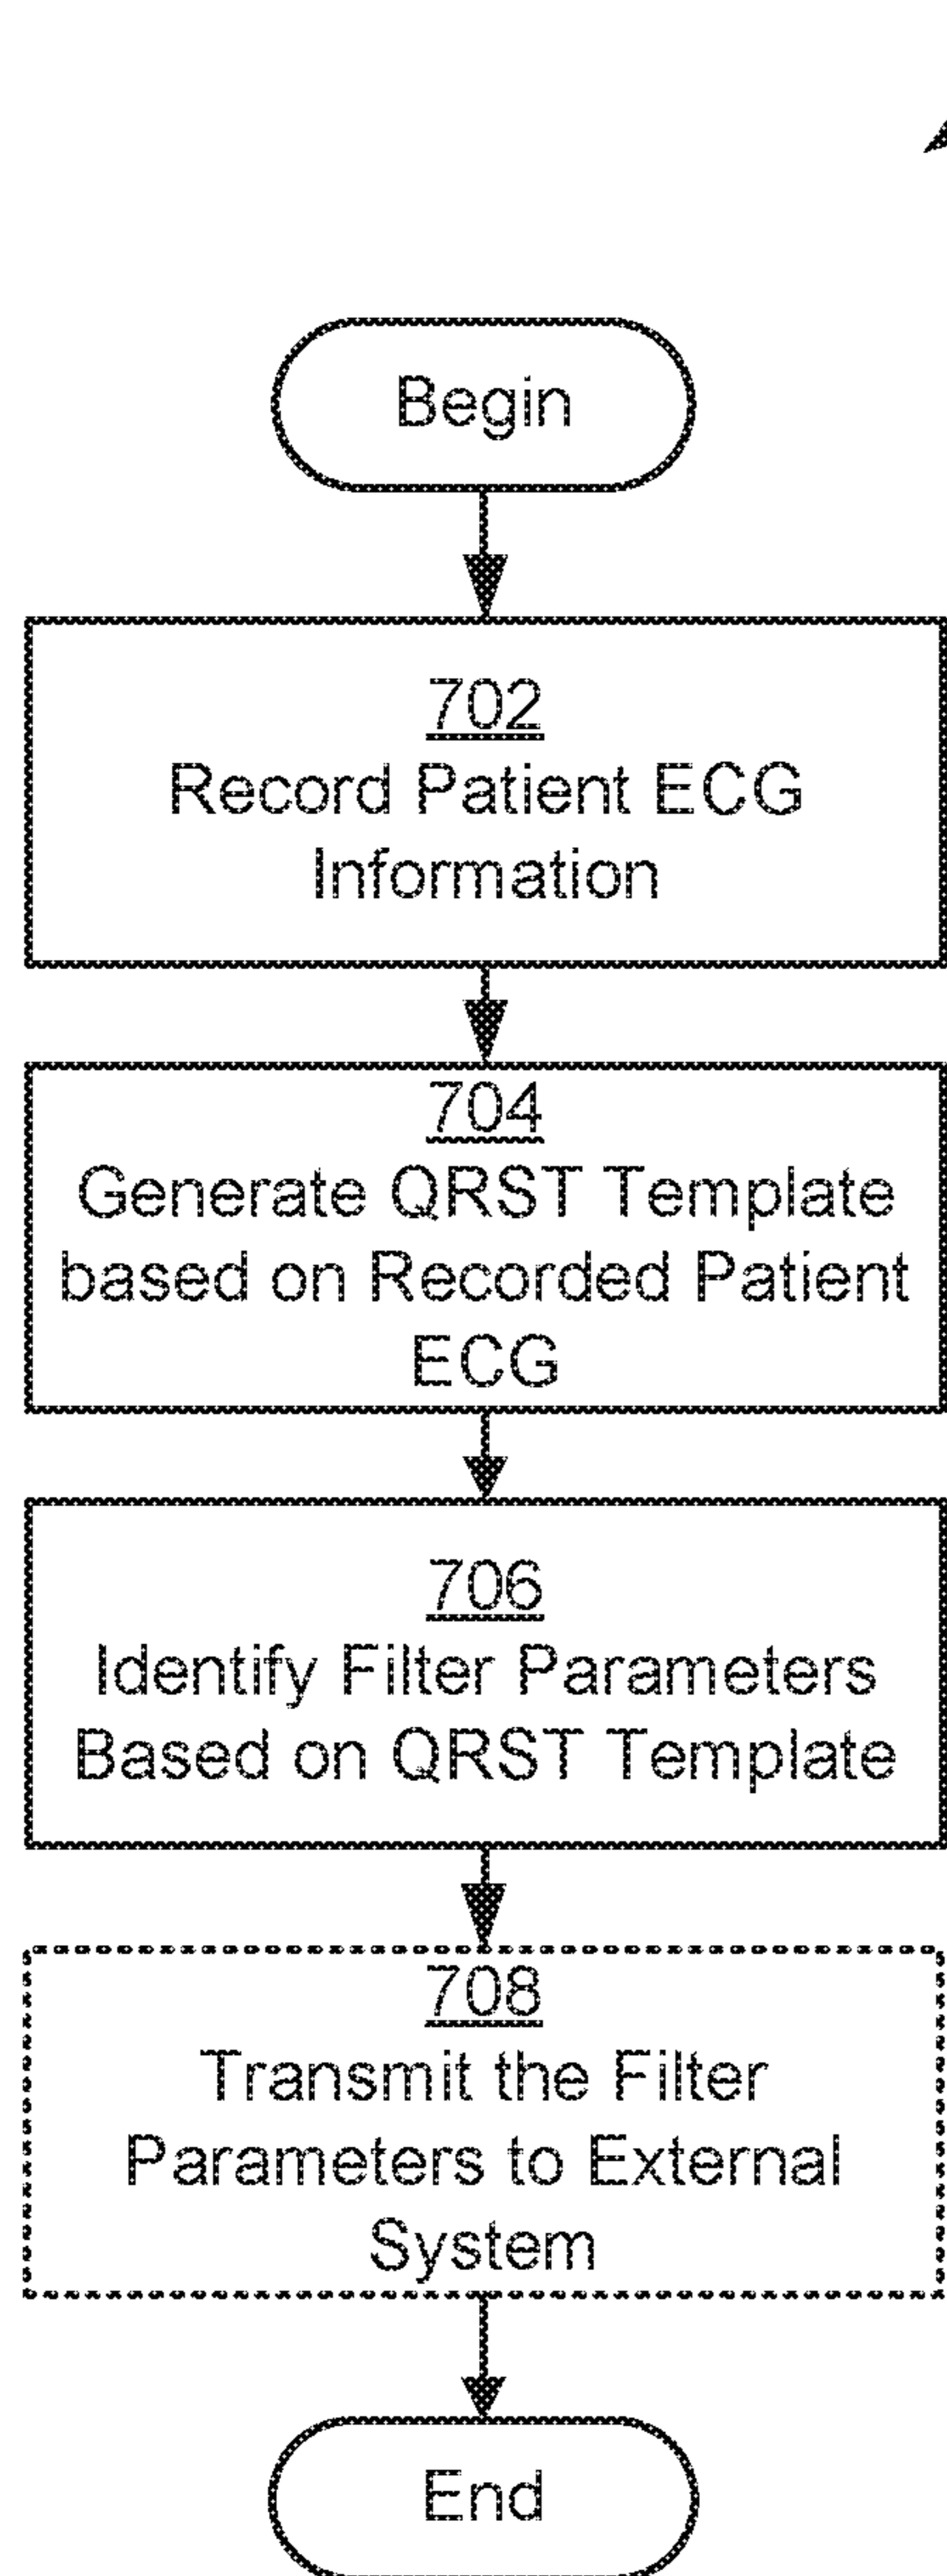 Begin
702
Record Patient ECG
Information
704
Generate QRST Template
based on Recorded Patient
ECG
706
Identify Filter Parameters
Based on QRST Template
708
Transmit the Filter
Parameters to External
System
End